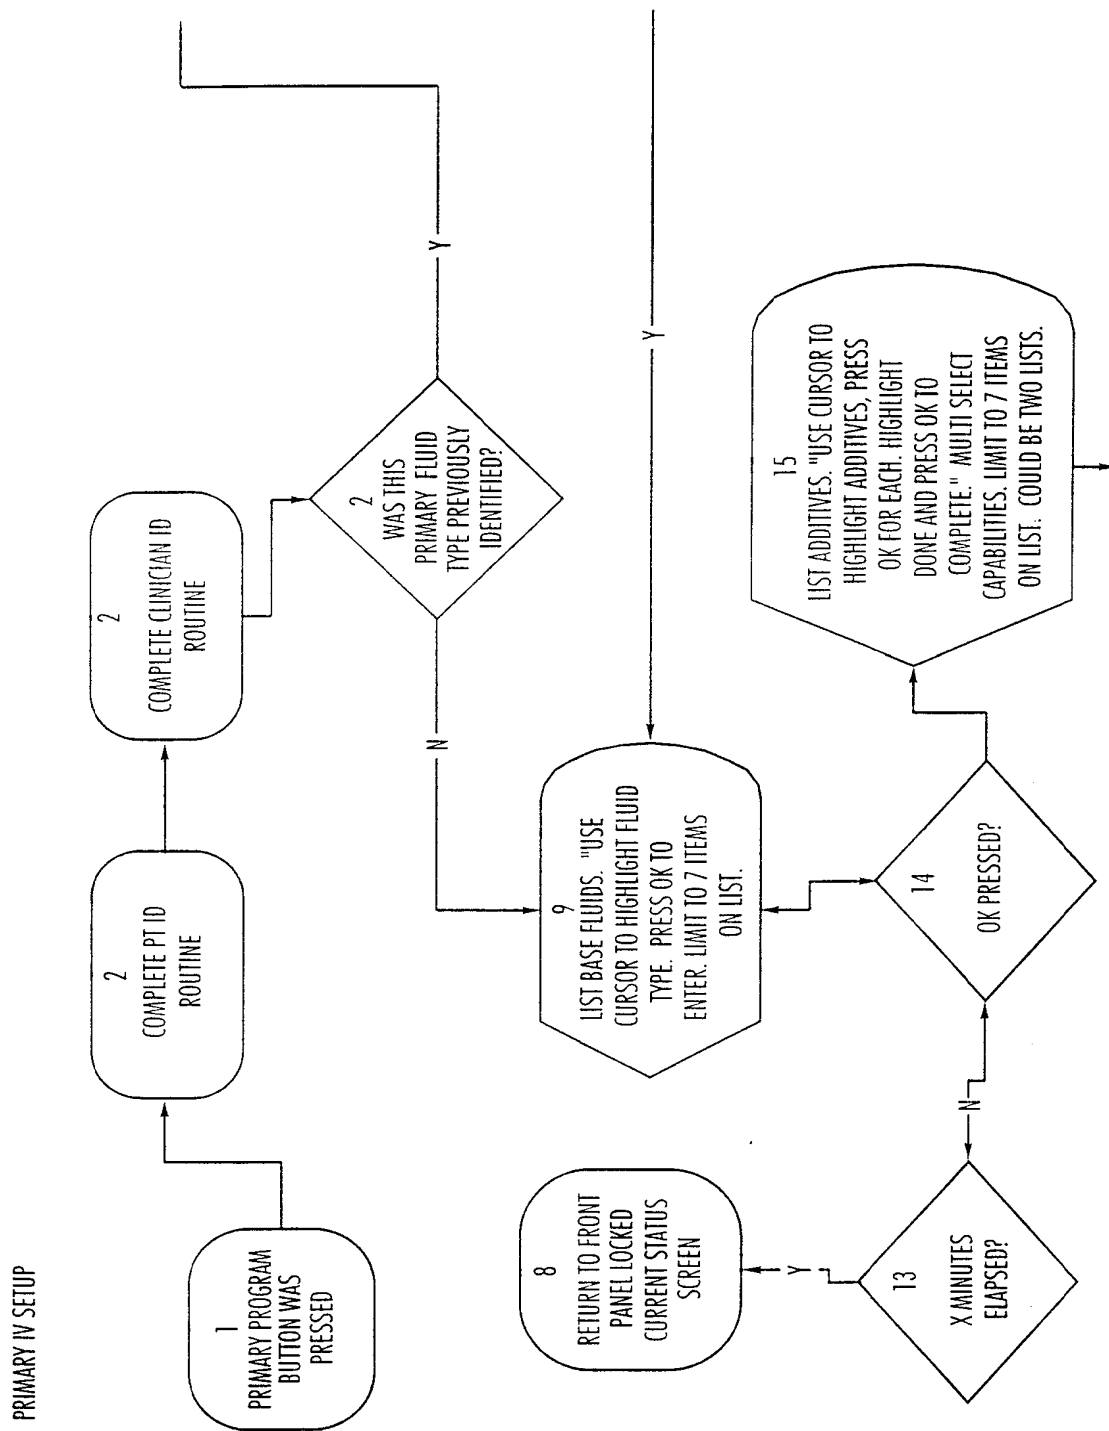 PRIMARY IV SETUP
1
PRIMARY PROGRAM
BUTTON WAS
PRESSED
2
COMPLETE PT ID
ROUTINE
2
COMPLETE CLINICIAN ID
ROUTINE
2
WAS THIS
PRIMARY FLUID
TYPE PREVIOUSLY
IDENTIFIED?
Y
N
9
LIST BASE FLUIDS. "USE
CURSOR TO HIGHLIGHT FLUID
TYPE. PRESS OK TO
ENTER. LIMIT TO 7 ITEMS
ON LIST.
Y
8
RETURN TO FRONT
PANEL LOCKED
CURRENT STATUS
SCREEN
Y
13
X MINUTES
ELAPSED?
N
14
OK PRESSED?
15
LIST ADDITIVES. "USE CURSOR TO
HIGHLIGHT ADDITIVES, PRESS
OK FOR EACH. HIGHLIGHT
DONE AND PRESS OK TO
COMPLETE." MULTI SELECT
CAPABILITIES. LIMIT TO 7 ITEMS
ON LIST. COULD BE TWO LISTS.